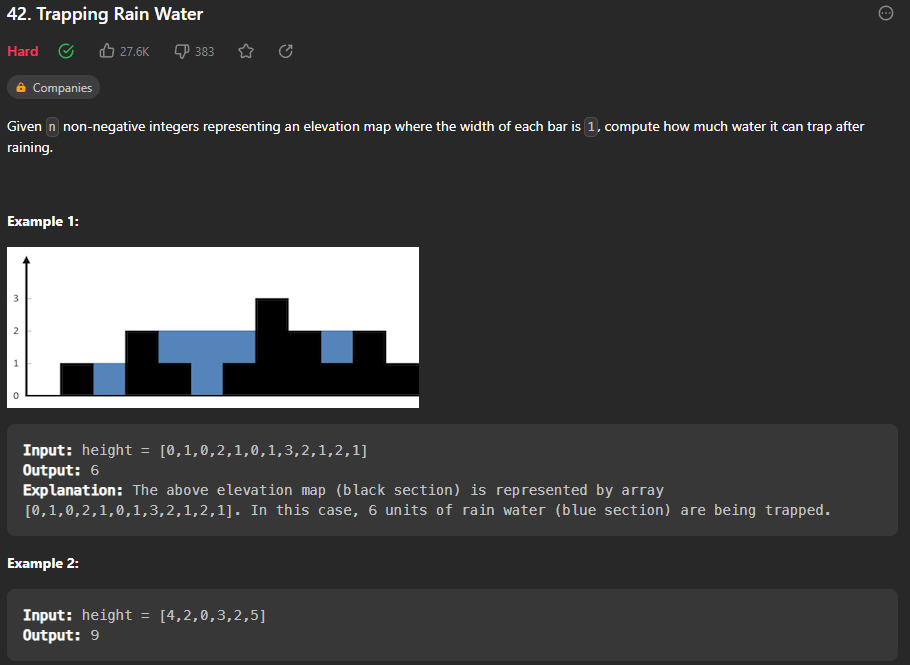 42. Trapping Rain Water
Hard 27.6K 383
Companies
Given n non-negative integers representing an elevation map where the width of each bar is 1, compute how much water it can trap after
raining.
Example 1:
3
2
1
0
Input: height = [0,1,0,2,1,0,1,3,2,1,2,1]
Output: 6
Explanation: The above elevation map (black section) is represented by array
[0,1,0,2,1,0,1,3,2,1,2,1]. In this case, 6 units of rain water (blue section) are being trapped.
Example 2:
Input: height = [4,2,0,3,2,5]
Output: 9